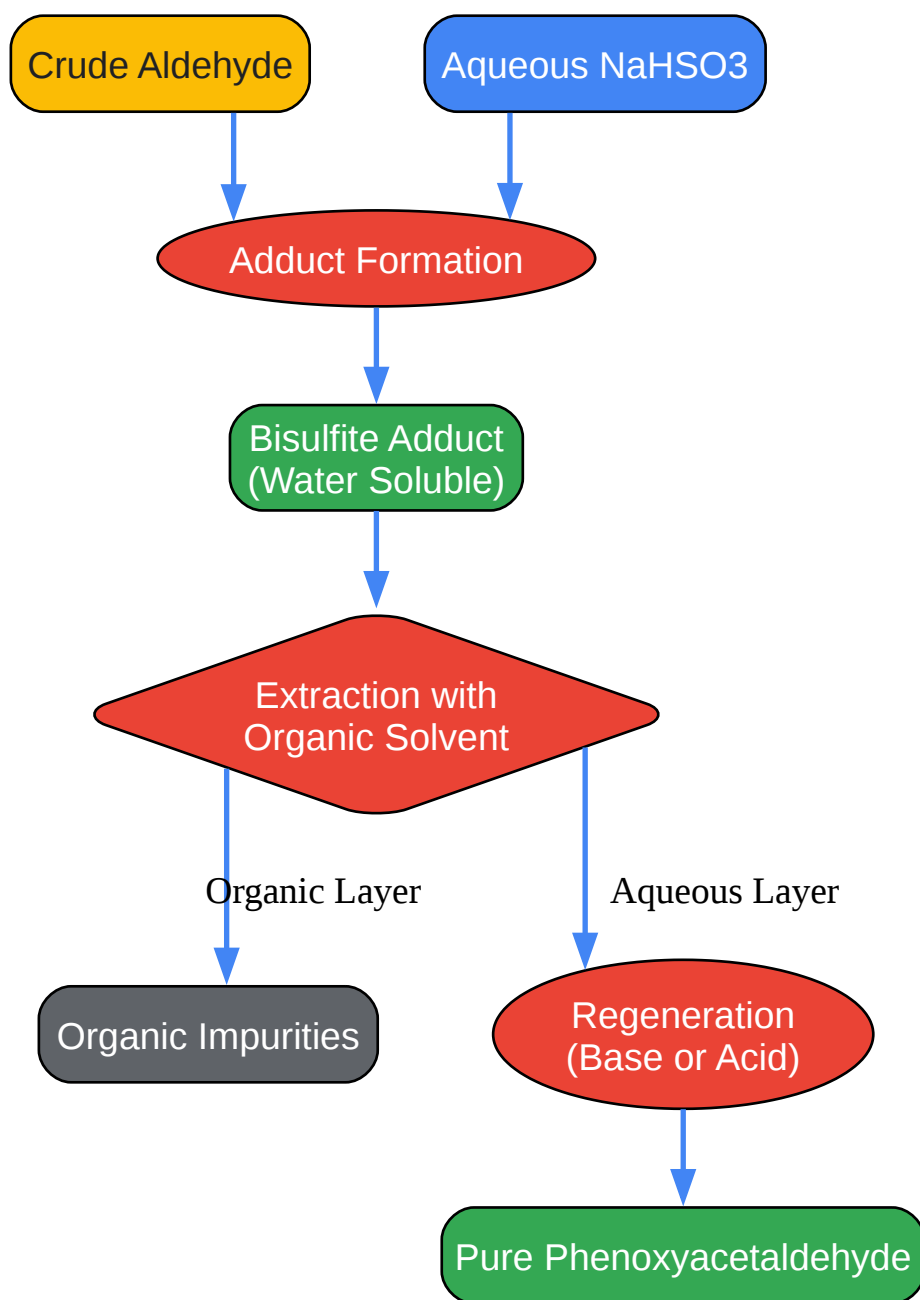 Crude Aldehyde
Aqueous NaHSO3
Adduct Formation
Bisulfite Adduct
(Water Soluble)
Extraction with
Organic Solvent
Organic Layer
Aqueous Layer
Organic Impurities
Regeneration
(Base or Acid)
Pure Phenoxyacetaldehyde